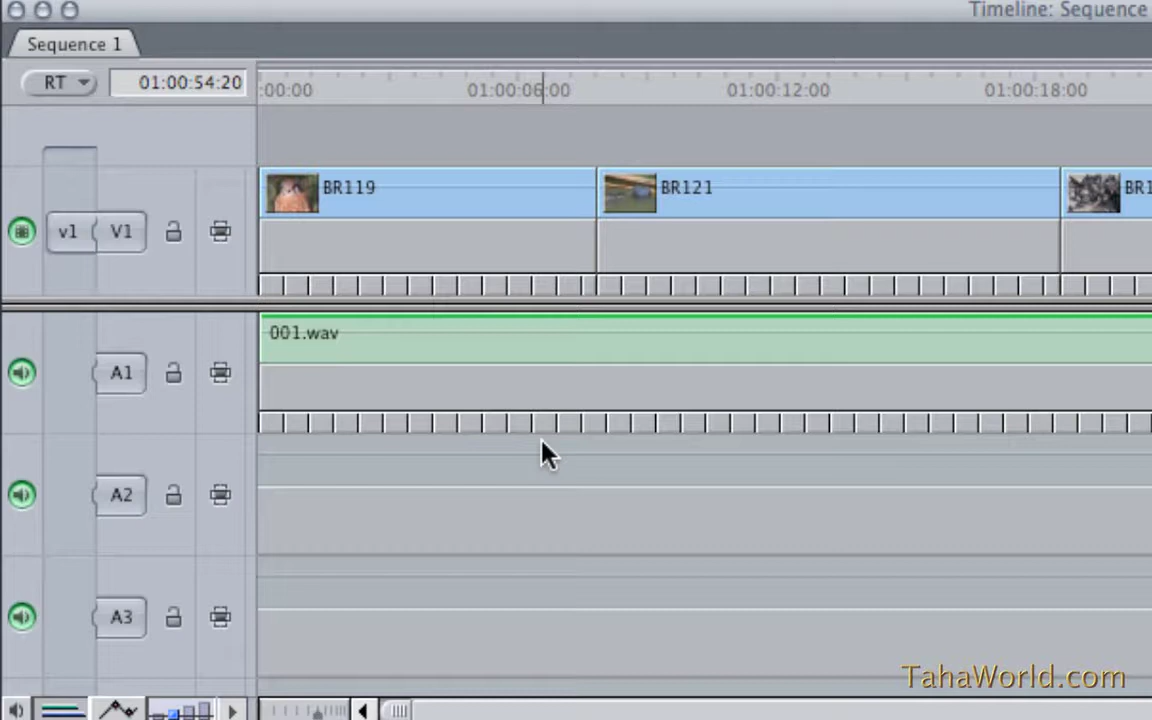 Timeline: Sequence
Sequence 1
RT 01:00:54:20 :00:00 01:00:06:00 01:00:12:00 01:00:18:00
BR119 BR121 BR1
v1 V1
001.wav
A1
A2
A3
TahaWorld.com